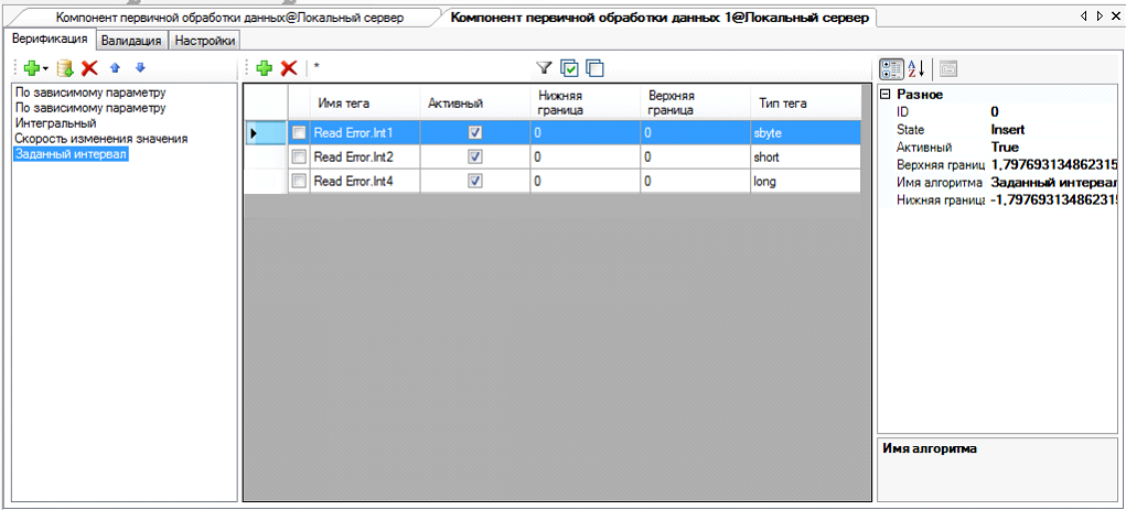 Компонент первичной обработки данных@Локальный сервер
Компонент первичной обработки данных 1@Локальный сервер
Верификация Валидация Настройки
*
По зависимому параметру
По зависимому параметру
Интегральный
Скорость изменения значения
Заданный интервал
Имя тега Активный Нижняя граница Верхняя граница Тип тега
Read Error.Int1 0 0 sbyte
Read Error.Int2 0 0 short
Read Error.Int4 0 0 long
Разное
ID 0
State Insert
Активный True
Верхняя границ 1,797693134862315
Имя алгоритма Заданный интервал
Нижняя границ -1,797693134862315
Имя алгоритма